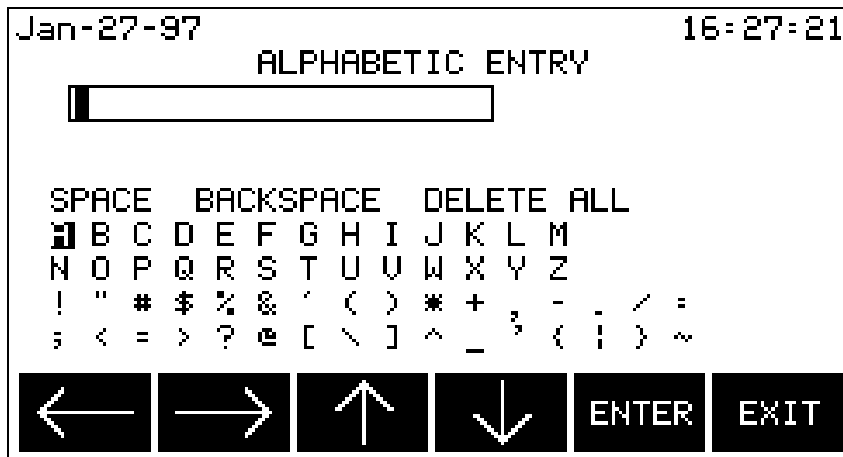 Jan-27-97 16:27:21
ALPHABETIC ENTRY
SPACE BACKSPACE DELETE ALL
A B C D E F G H I J K L M
N O P Q R S T U V W X Y Z
! " # $ % & ´ ( ) * + , - . / :
; < = > ? @ [ \ ] ^ _ ’ { ¦ } ~
← → ↑ ↓ ENTER EXIT